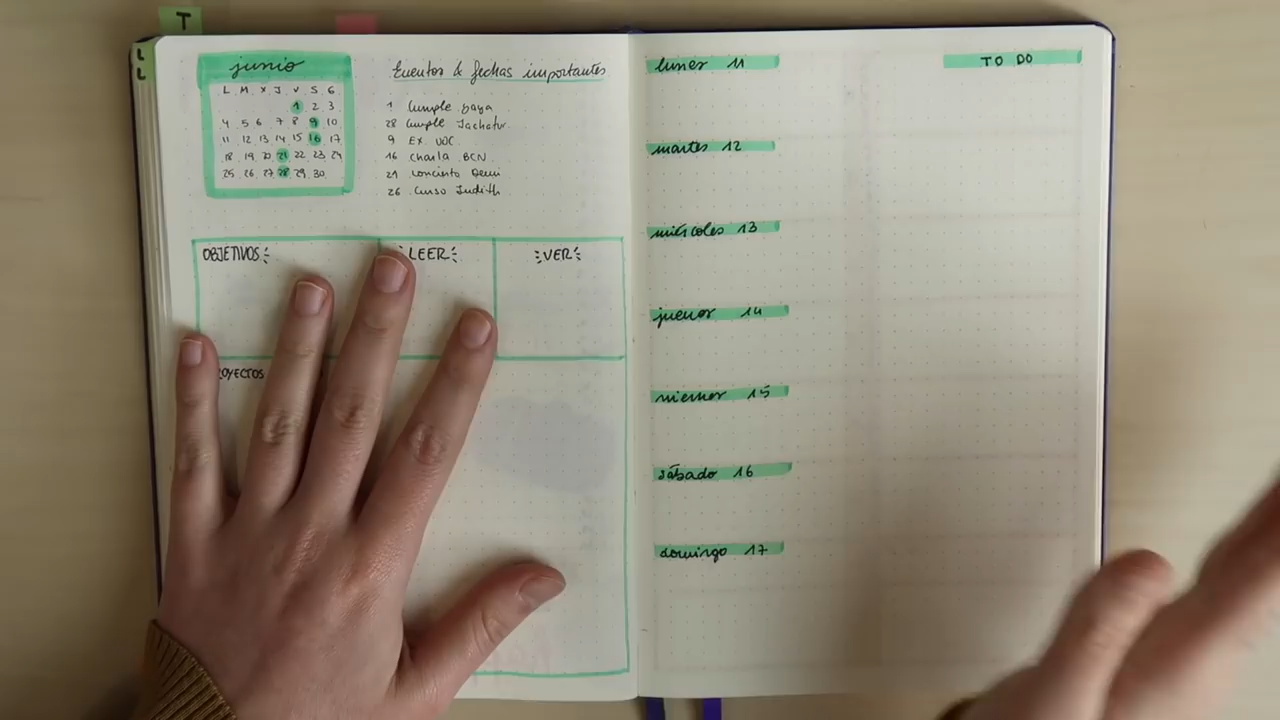 T
L
L
junio
L M X J V S G
1 2 3
4 5 6 7 8 9 10
11 12 13 14 15 16 17
18 19 20 21 22 23 24
25 26 27 28 29 30
Eventos & fechas importantes
1 Cumple
28 Cumple
9 EX. UOC
16 Charla BCN
21 Concierto Demi
26 Curso Judith
OBJETIVOS
LEER
VER
OYECTOS
lunes 11
martes 12
miércoles 13
jueves 14
viernes 15
sábado 16
domingo 17
TO DO